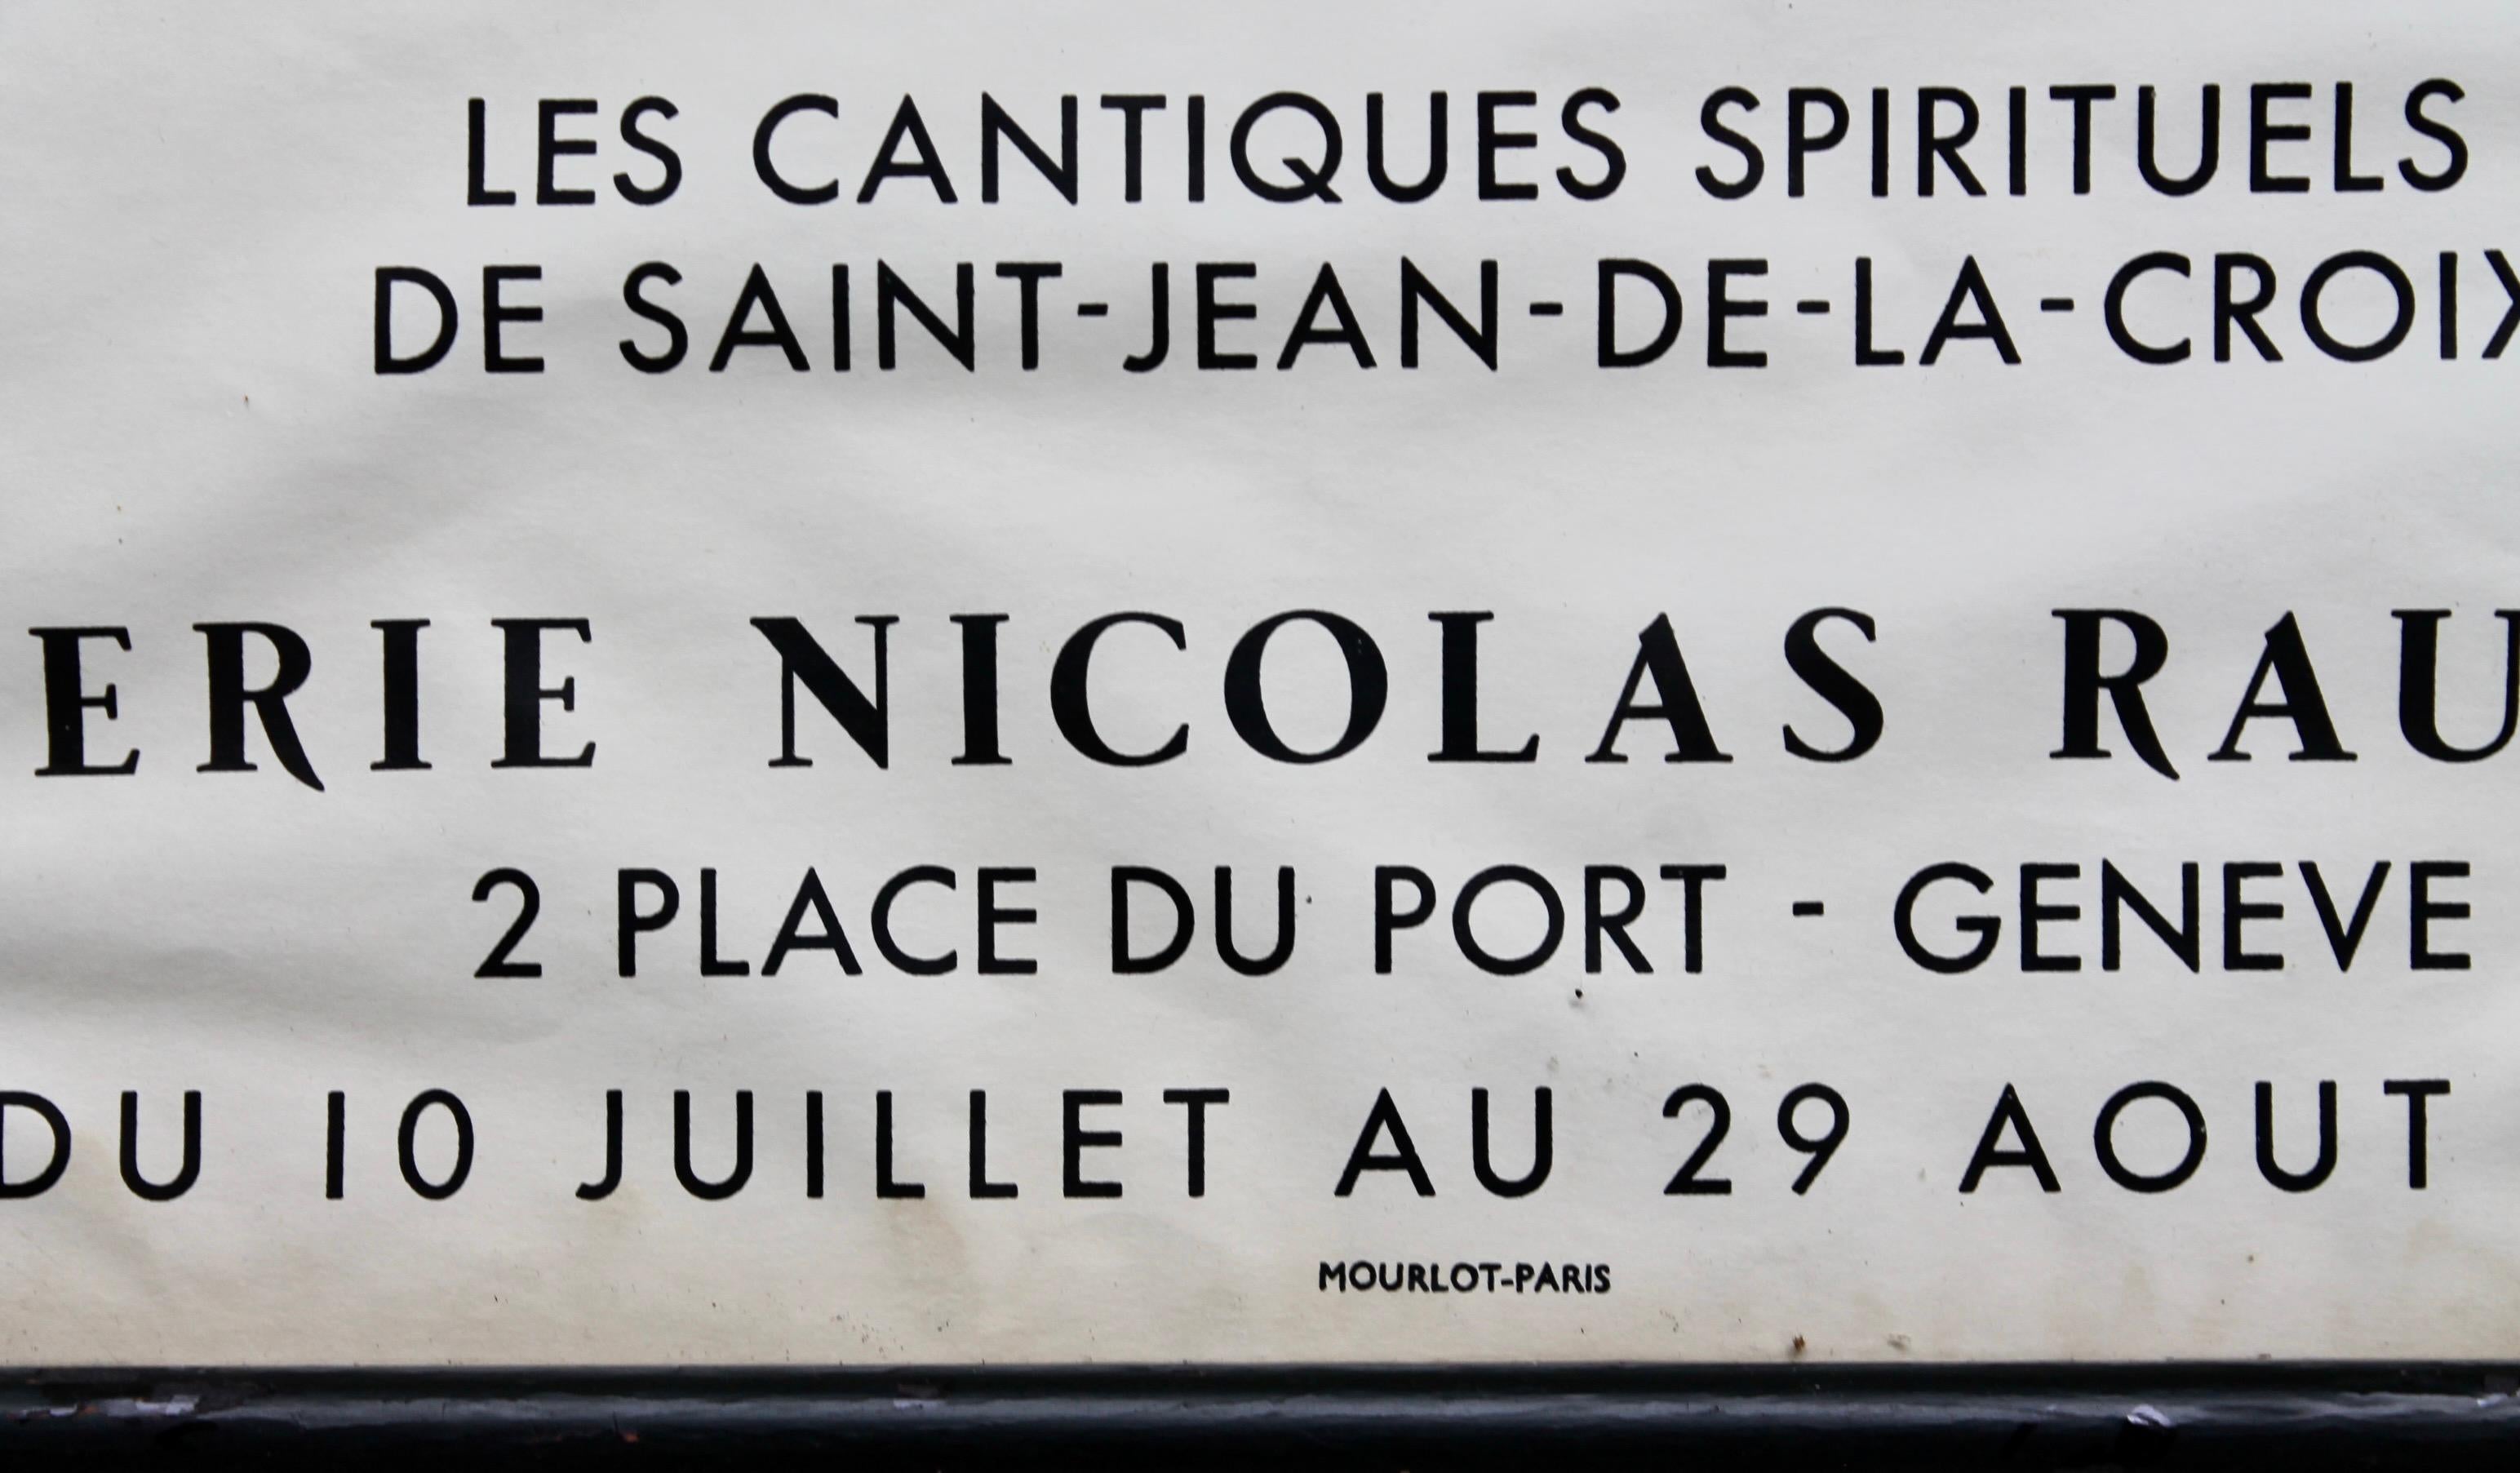 LES CANTIQUES SPIRITUELS
DE SAINT-JEAN-DE-LA-CROIX
ERIE NICOLAS RAU
2 PLACE DU PORT - GENEVE
DU 10 JUILLET AU 29 AOUT
MOURLOT-PARIS